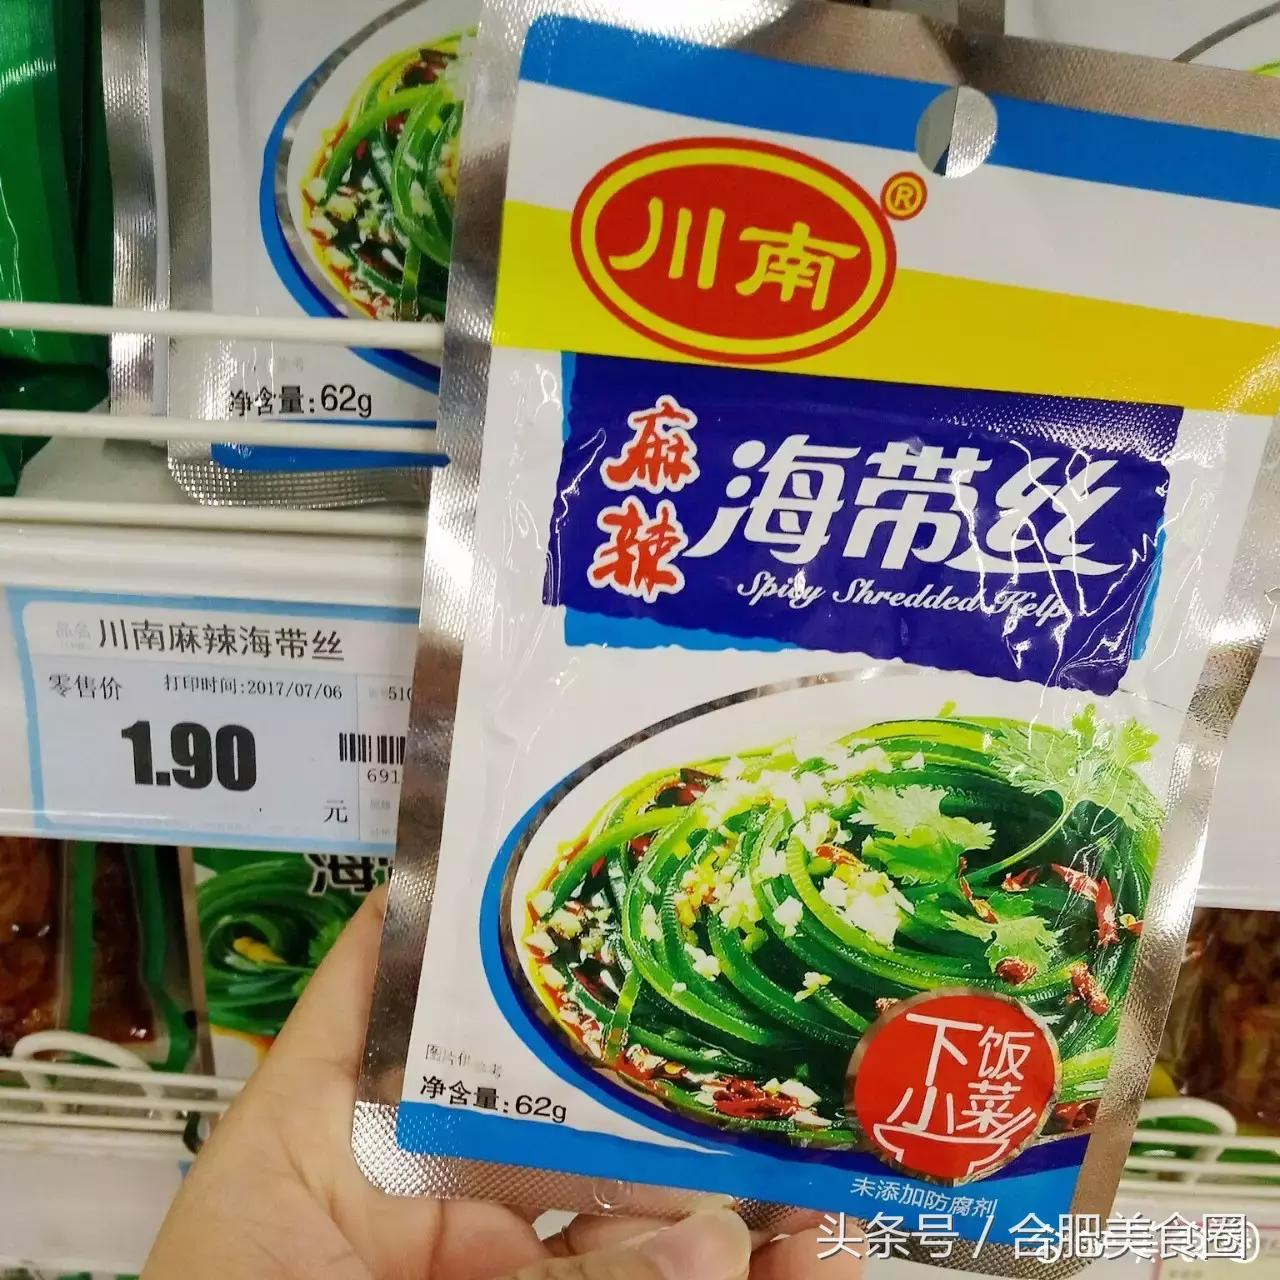 川南®
麻辣
海带丝
Spicy Shredded Kelp
净含量:62g
川南麻辣海带丝
零售价
打印时间:2017/07/06
510
1.90
元
691
海
下饭
小菜
图片供参考
净含量:62g
未添加防腐剂
头条号 / 合肥美食圈